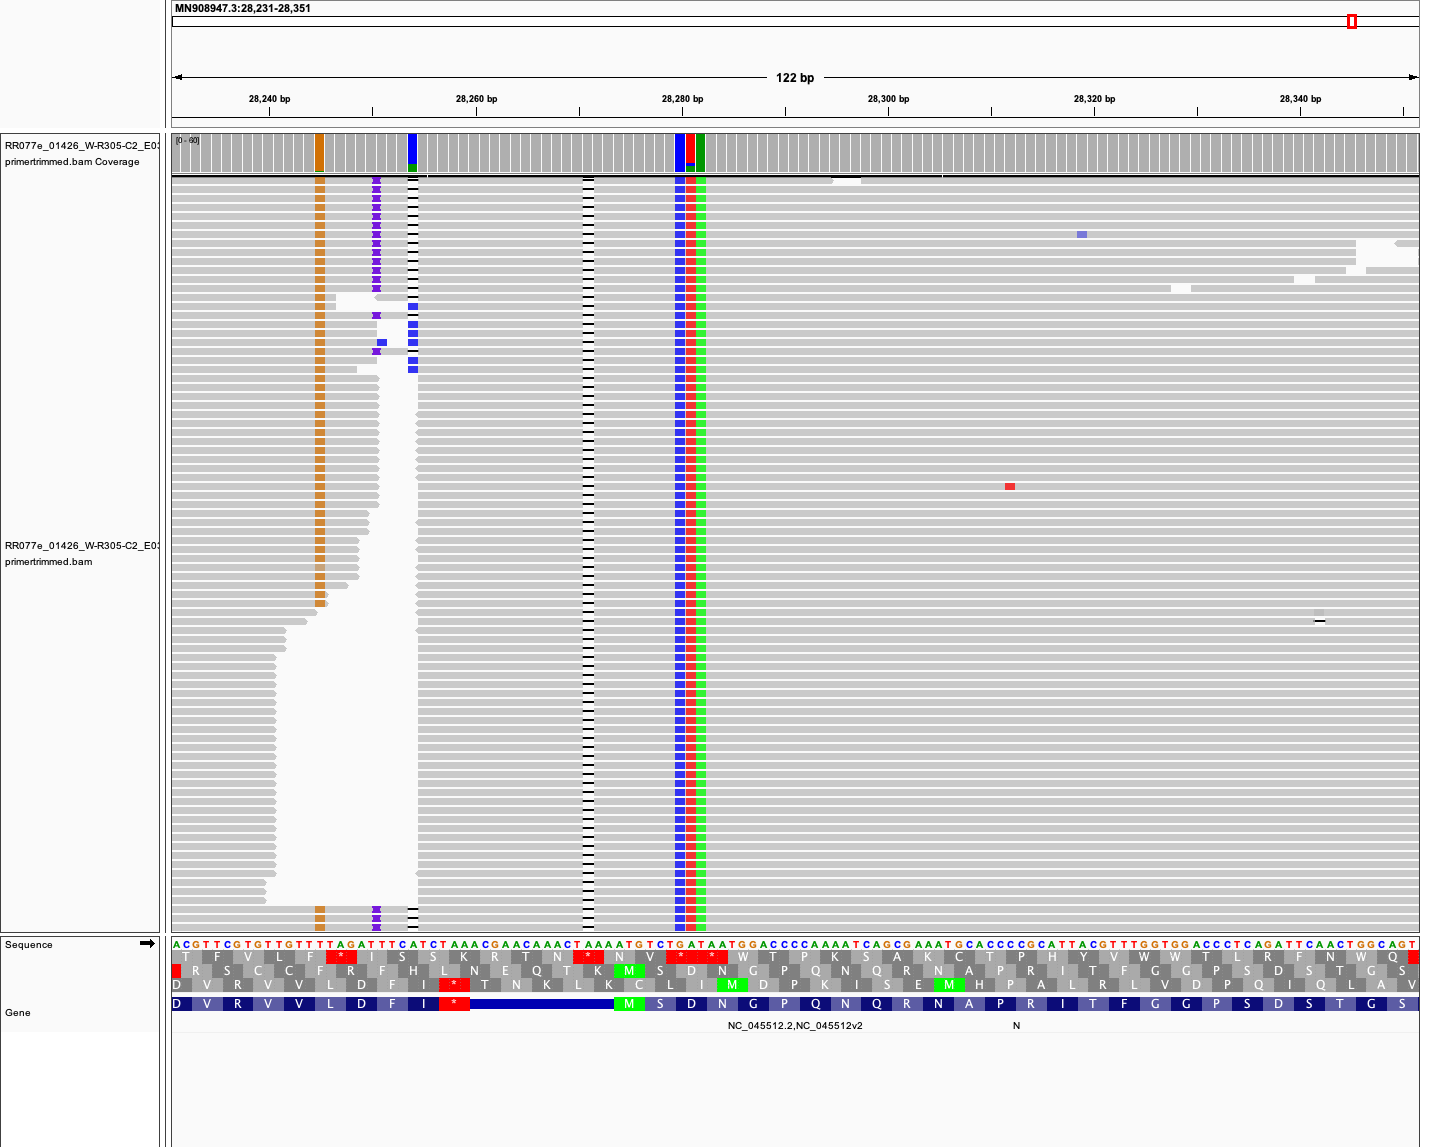 MN908947.3:28,231-28,351
122 bp
28,240 bp 28,260 bp 28,280 bp 28,300 bp 28,320 bp 28,340 bp
[0 - 60]
RR077e_01426_W-R305-C2_E0
primertrimmed.bam Coverage
RR077e_01426_W-R305-C2_E0
primertrimmed.bam
Sequence
ACGTTCGTGTTGTTTTAGATTTCATCTAAACGAACAAACTAAAATGTCTGATAATGGACCCCAAAATCAGCGAAATGCACCCCGCATTACGTTTGGTGGACCCTCAGATTCAACTGGCAGT
T F V L F * I S S K R T N * N V * * W T P K S A K C T P H Y V W W T L R F N W Q
R S C C F R F H L N E Q T K M S D N G P Q N Q R N A P R I T F G G P S D S T G S
D V R V V L D F I * T N K L K C L I M D P K I S E M H P A L R L V D P Q I Q L A V
Gene
D V R V V L D F I * M S D N G P Q N Q R N A P R I T F G G P S D S T G S
NC_045512.2,NC_045512v2 N